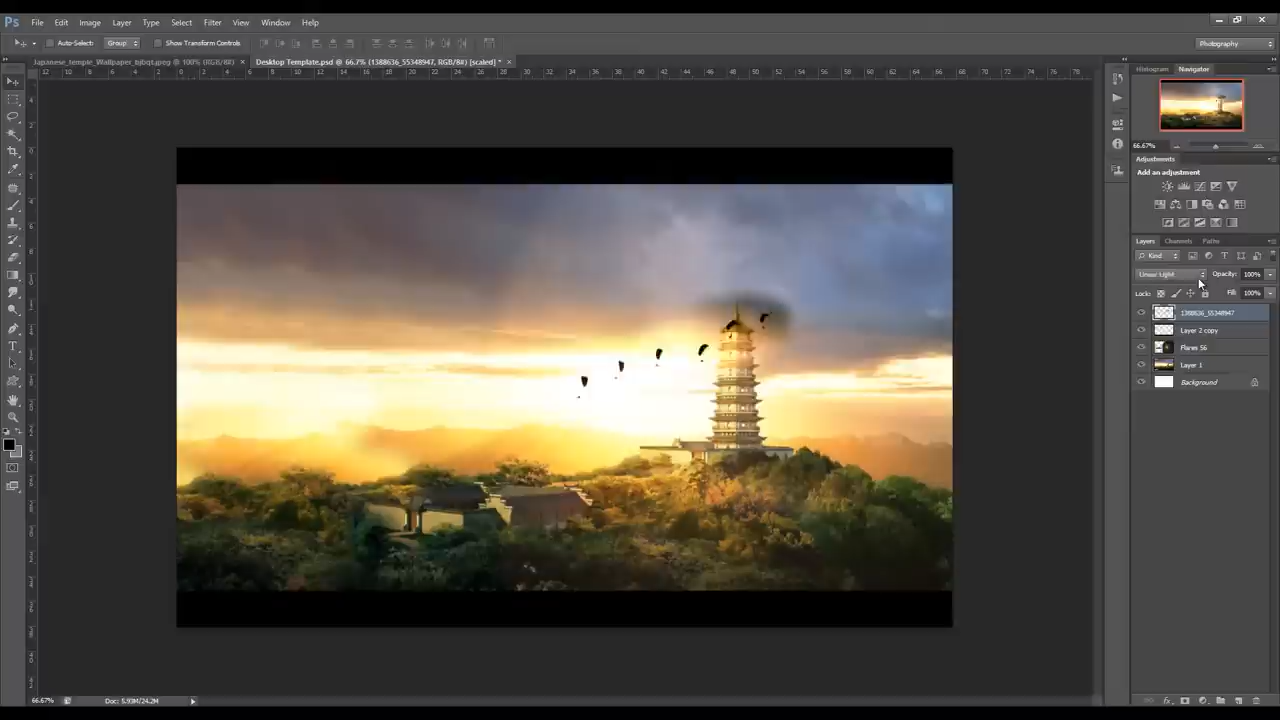 Ps File Edit Image Layer Type Select Filter View Window Help
Auto-Select: Group Show Transform Controls Photography
Japanese_temple_Wallpaper_bjbqt.jpeg @ 100% (RGB/8#) × Desktop Template.psd @ 66.7% (1388636_55348947, RGB/8#) [scaled] * ×
Histogram Navigator
66.67%
Adjustments
Add an adjustment
Layers Channels Paths
Kind
Linear Light Opacity: 100%
Lock: Fill: 100%
1388636_55348947
Layer 2 copy
Flares 56
Layer 1
Background
66.67% Doc: 5.93M/24.2M